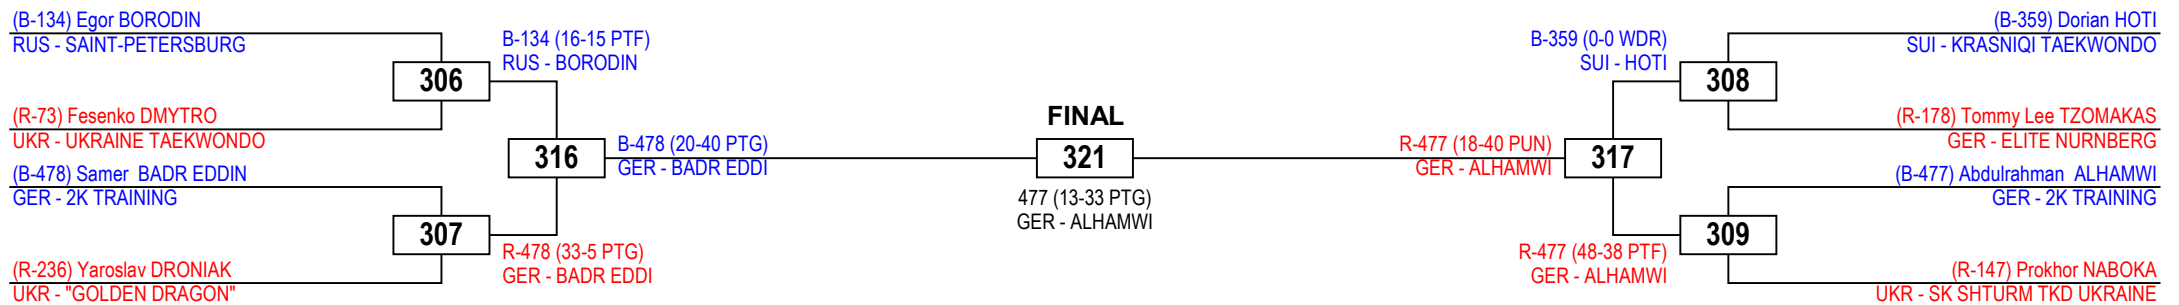 (B-134) Egor BORODIN
RUS - SAINT-PETERSBURG
B-134 (16-15 PTF)
RUS - BORODIN
306
(R-73) Fesenko DMYTRO
UKR - UKRAINE TAEKWONDO
316
B-478 (20-40 PTG)
GER - BADR EDDI
(B-478) Samer  BADR EDDIN
GER - 2K TRAINING
307
R-478 (33-5 PTG)
GER - BADR EDDI
(R-236) Yaroslav DRONIAK
UKR - "GOLDEN DRAGON"
FINAL
321
477 (13-33 PTG)
GER - ALHAMWI
(B-359) Dorian HOTI
SUI - KRASNIQI TAEKWONDO
B-359 (0-0 WDR)
SUI - HOTI
308
(R-178) Tommy Lee TZOMAKAS
GER - ELITE NÜRNBERG
R-477 (18-40 PUN)
GER - ALHAMWI
317
(B-477) Abdulrahman  ALHAMWI
GER - 2K TRAINING
309
R-477 (48-38 PTF)
GER - ALHAMWI
(R-147) Prokhor NABOKA
UKR - SK SHTURM TKD UKRAINE